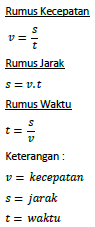 Rumus Kecepatan
v = s/t
Rumus Jarak
s = v.t
Rumus Waktu
t = s/v
Keterangan :
v = kecepatan
s = jarak
t = waktu